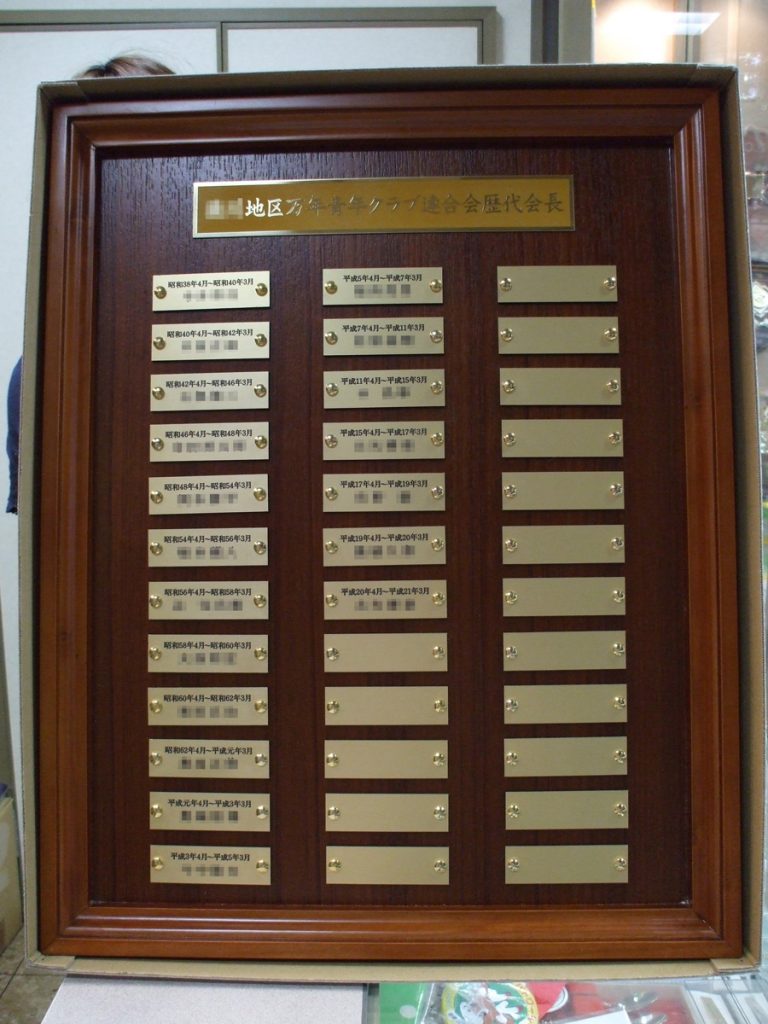 地区万年青年クラブ連合会歴代会長
昭和38年4月〜昭和40年3月
昭和40年4月〜昭和42年3月
昭和42年4月〜昭和46年3月
昭和46年4月〜昭和48年3月
昭和48年4月〜昭和54年3月
昭和54年4月〜昭和56年3月
昭和56年4月〜昭和58年3月
昭和58年4月〜昭和60年3月
昭和60年4月〜昭和62年3月
昭和62年4月〜平成元年3月
平成元年4月〜平成3年3月
平成3年4月〜平成5年3月
平成5年4月〜平成7年3月
平成7年4月〜平成11年3月
平成11年4月〜平成15年3月
平成15年4月〜平成17年3月
平成17年4月〜平成19年3月
平成19年4月〜平成20年3月
平成20年4月〜平成21年3月